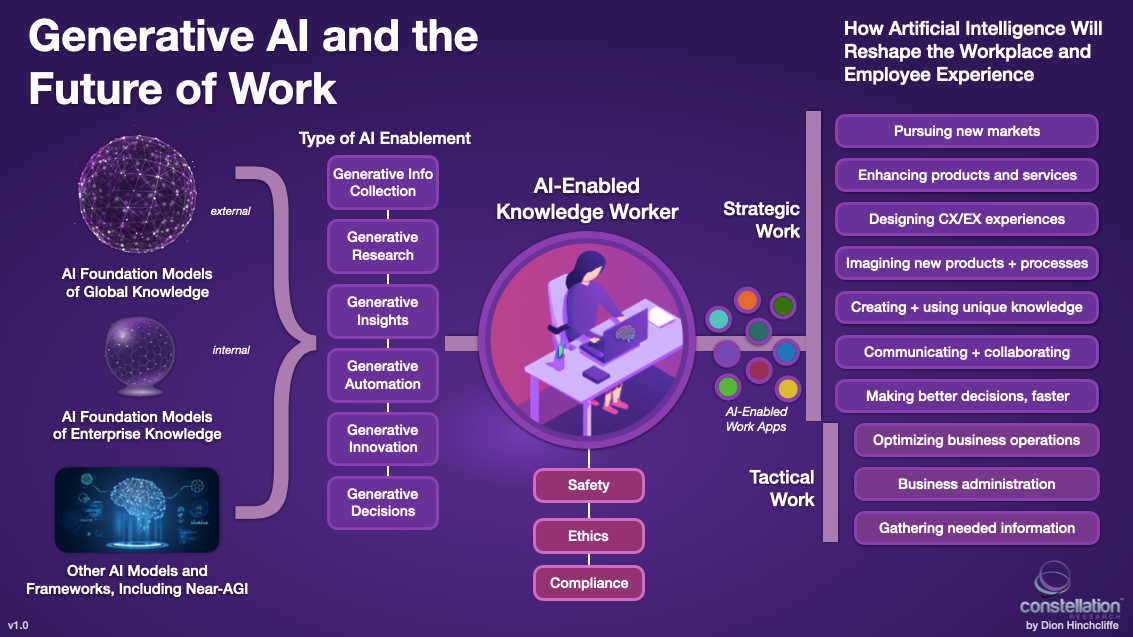 Generative AI and the
Future of Work
How Artificial Intelligence Will
Reshape the Workplace and
Employee Experience
external
AI Foundation Models
of Global Knowledge
internal
AI Foundation Models
of Enterprise Knowledge
Other AI Models and
Frameworks, Including Near-AGI
Type of AI Enablement
Generative Info
Collection
Generative
Research
Generative
Insights
Generative
Automation
Generative
Innovation
Generative
Decisions
AI-Enabled
Knowledge Worker
Safety
Ethics
Compliance
AI-Enabled
Work Apps
Strategic
Work
Pursuing new markets
Enhancing products and services
Designing CX/EX experiences
Imagining new products + processes
Creating + using unique knowledge
Communicating + collaborating
Making better decisions, faster
Tactical
Work
Optimizing business operations
Business administration
Gathering needed information
constellation
RESEARCH
by Dion Hinchcliffe
v1.0